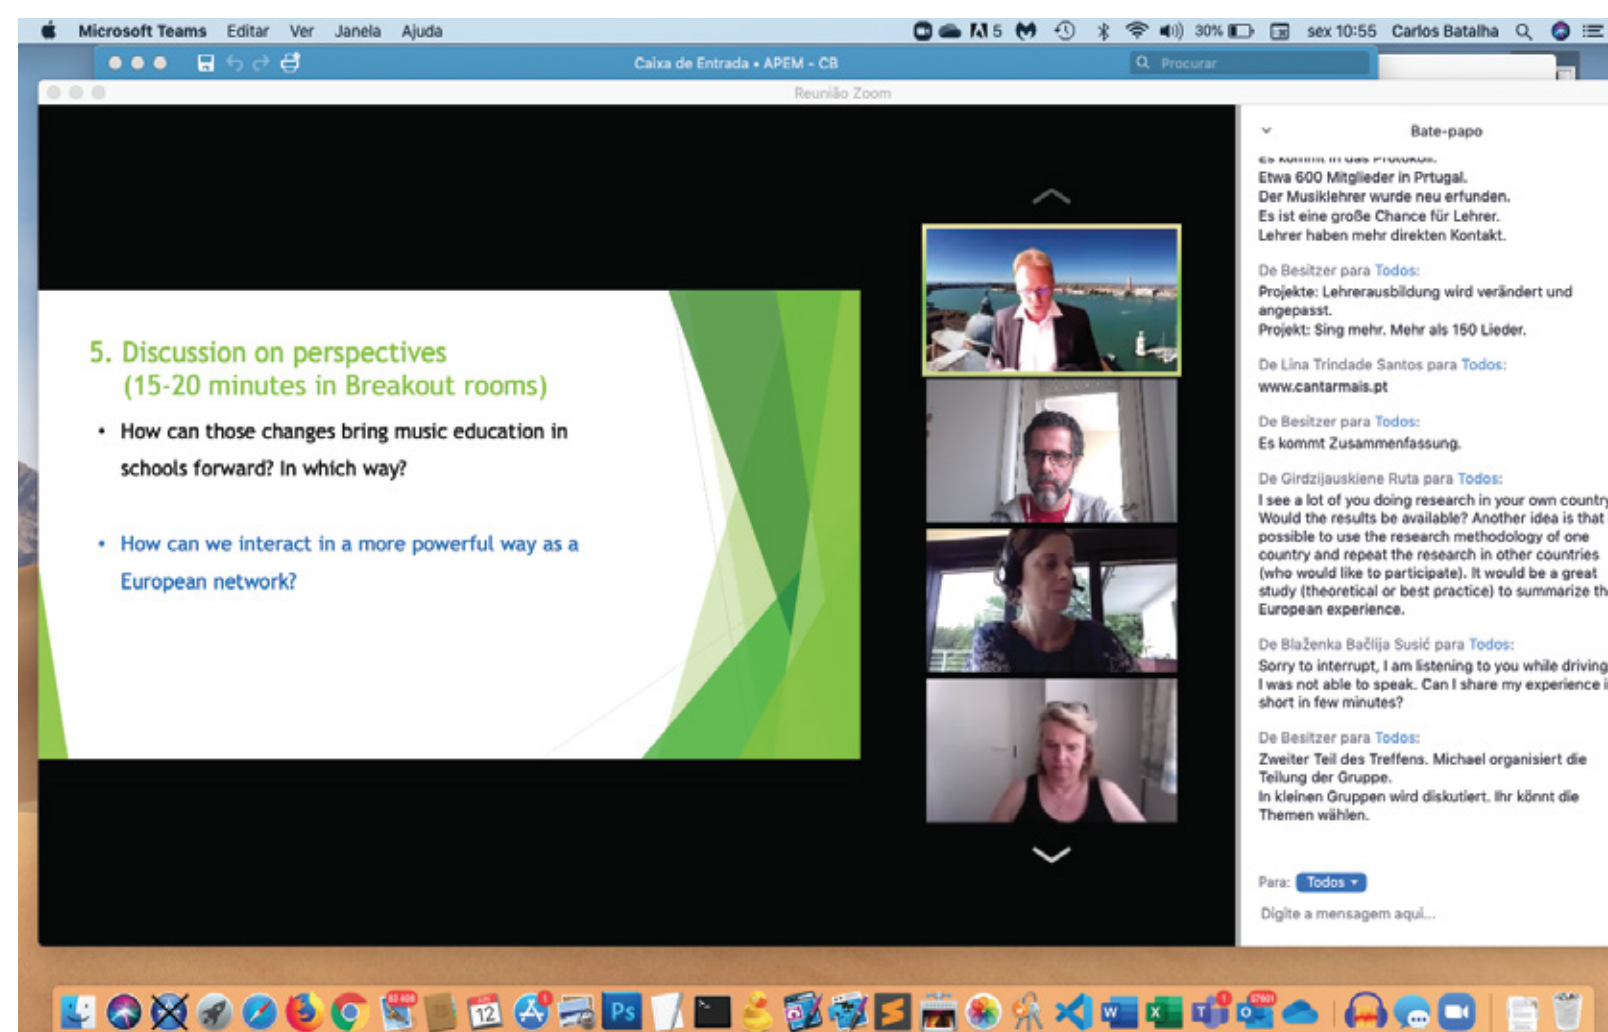 Microsoft Teams Editar Ver Janela Ajuda
5 30% sex 10:55 Carlos Batalha
Caixa de Entrada • APEM - CB
Procurar
Reunião Zoom
5. Discussion on perspectives
(15-20 minutes in Breakout rooms)
• How can those changes bring music education in
schools forward? In which way?
• How can we interact in a more powerful way as a
European network?
Bate-papo
Es kommt in das Protokoll.
Etwa 600 Mitglieder in Prtugal.
Der Musiklehrer wurde neu erfunden.
Es ist eine große Chance für Lehrer.
Lehrer haben mehr direkten Kontakt.
De Besitzer para Todos:
Projekte: Lehrerausbildung wird verändert und
angepasst.
Projekt: Sing mehr. Mehr als 150 Lieder.
De Lina Trindade Santos para Todos:
www.cantarmais.pt
De Besitzer para Todos:
Es kommt Zusammenfassung.
De Girdzijauskiene Ruta para Todos:
I see a lot of you doing research in your own country
Would the results be available? Another idea is that
possible to use the research methodology of one
country and repeat the research in other countries
(who would like to participate). It would be a great
study (theoretical or best practice) to summarize th
European experience.
De Blaženka Bačlija Susić para Todos:
Sorry to interrupt, I am listening to you while driving
I was not able to speak. Can I share my experience i
short in few minutes?
De Besitzer para Todos:
Zweiter Teil des Treffens. Michael organisiert die
Teilung der Gruppe.
In kleinen Gruppen wird diskutiert. Ihr könnt die
Themen wählen.
Para: Todos
Digite a mensagem aqui...
12 1 Ps W X T 1 o